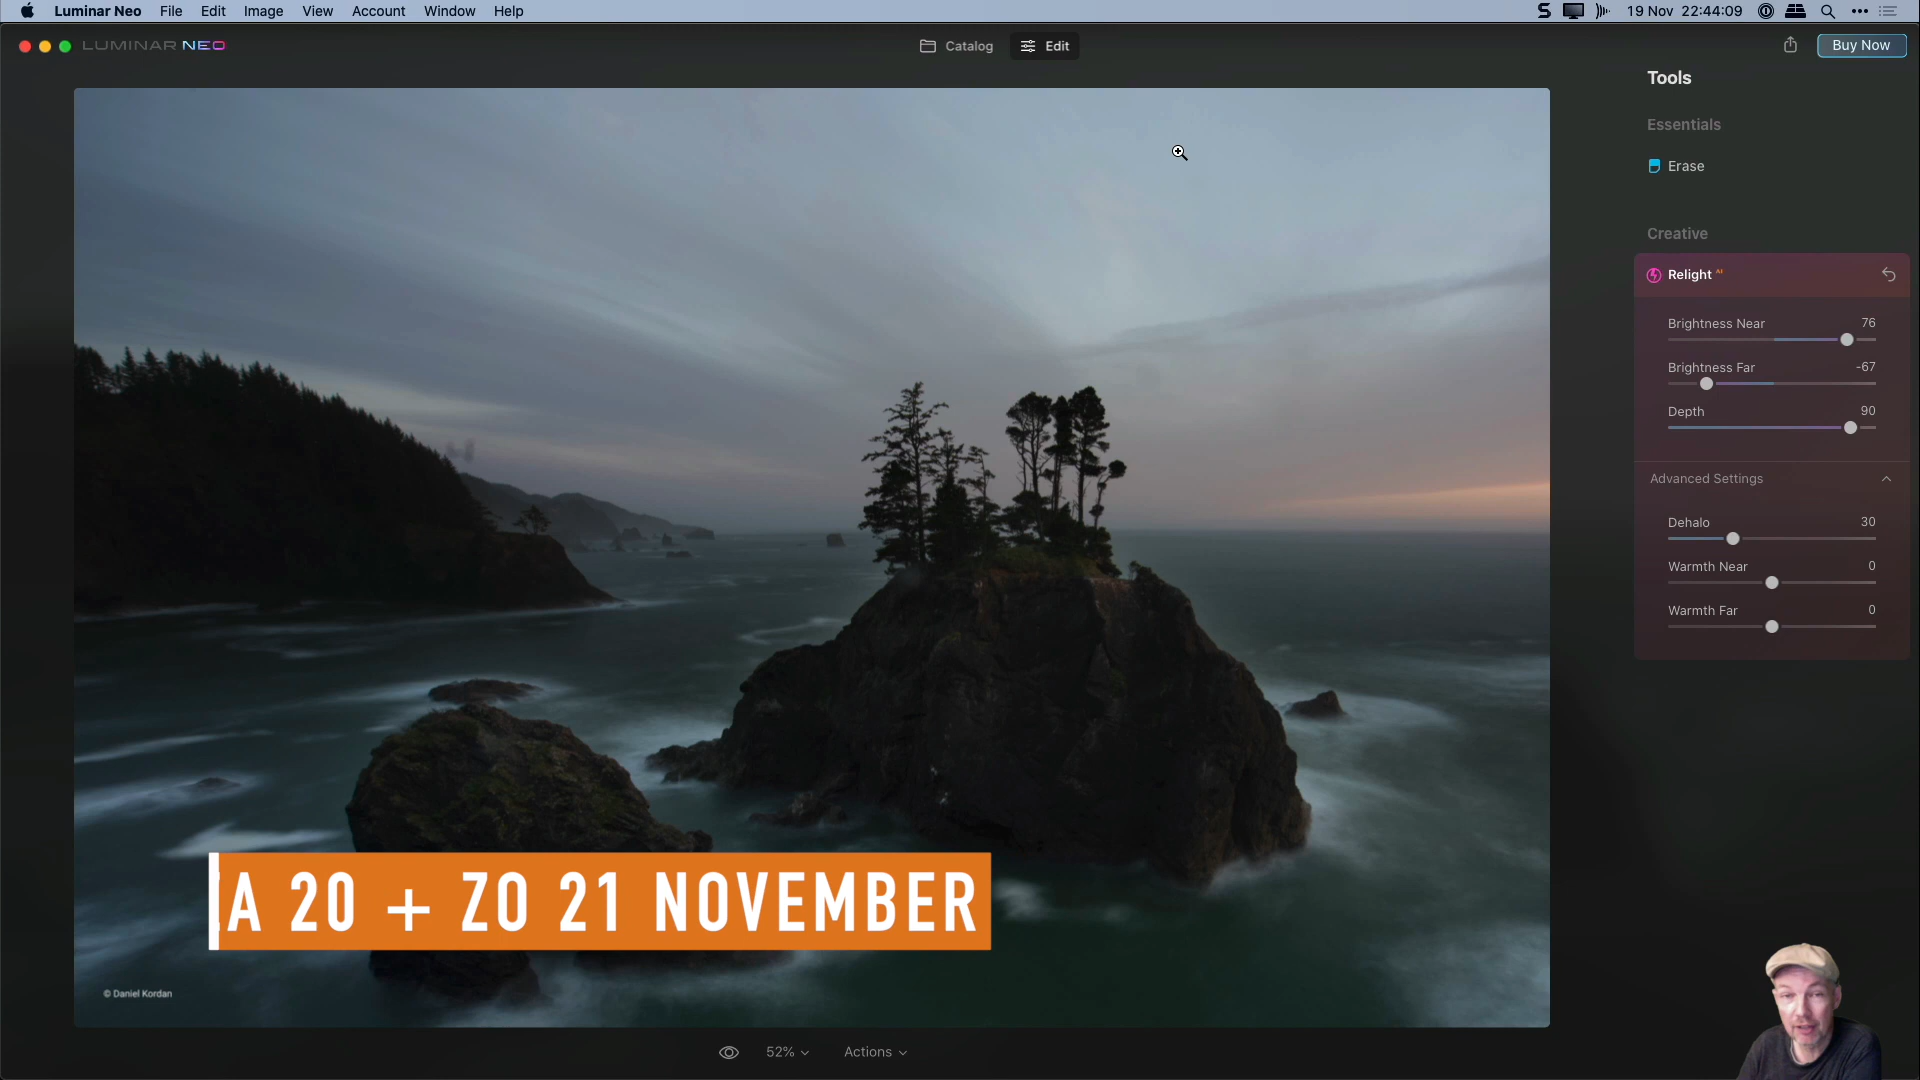 Luminar Neo File Edit Image View Account Window Help 19 Nov 22:44:09
LUMINAR NEO Catalog Edit Buy Now
Tools
Essentials
Erase
Creative
Relight AI
Brightness Near 76
Brightness Far -67
Depth 90
Advanced Settings
Dehalo 30
Warmth Near 0
Warmth Far 0
A 20 + ZO 21 NOVEMBER
© Daniel Kordan
52% Actions